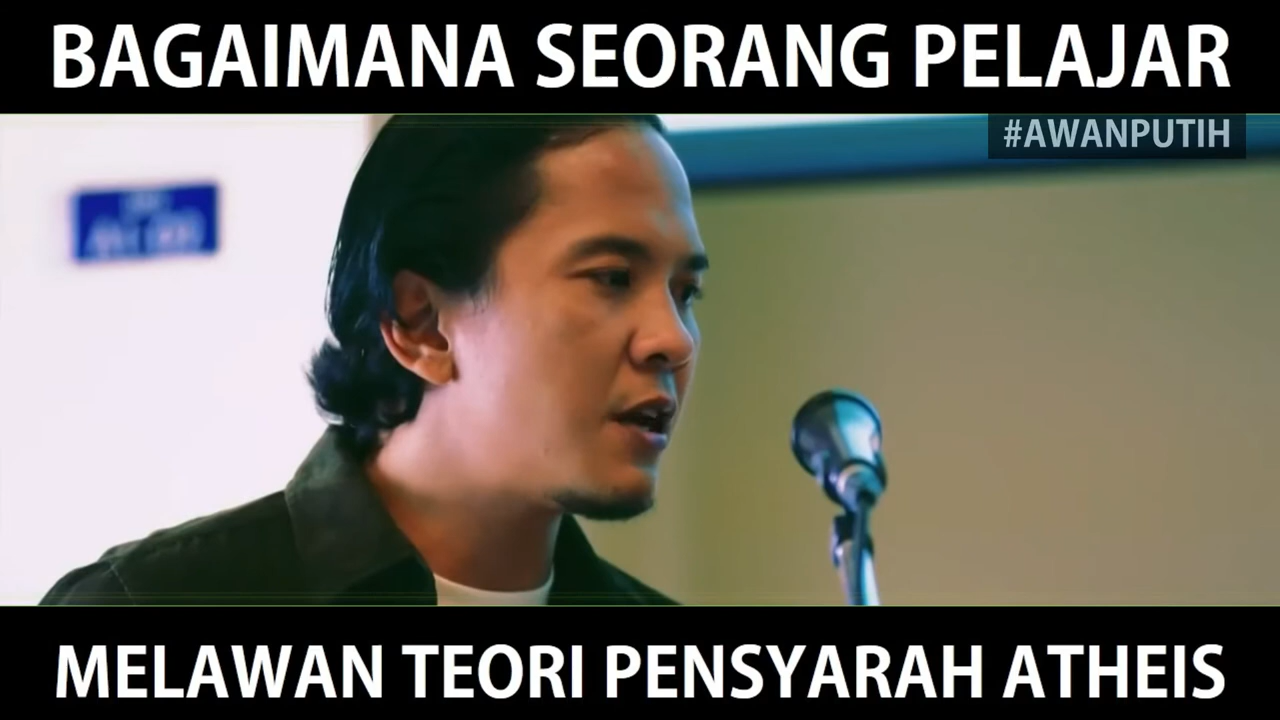 BAGAIMANA SEORANG PELAJAR
#AWANPUTIH
MELAWAN TEORI PENSYARAH ATHEIS